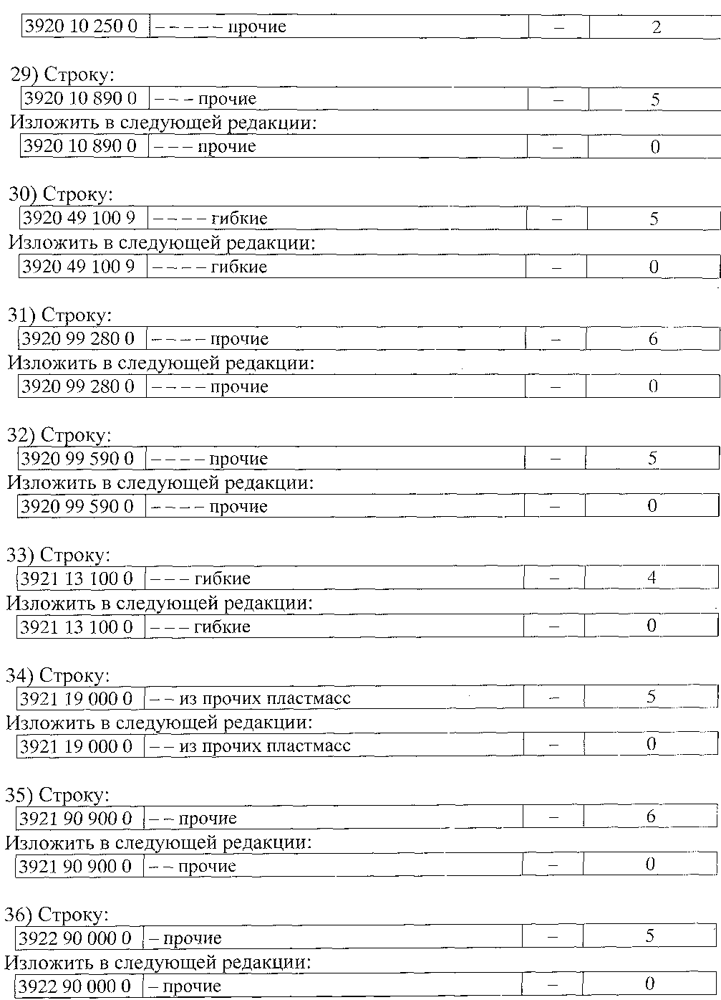 3920 10 250 0 – – – – – прочие – 2
29) Строку:
3920 10 890 0 – – – прочие – 5
Изложить в следующей редакции:
3920 10 890 0 – – – прочие – 0
30) Строку:
3920 49 100 9 – – – – гибкие – 5
Изложить в следующей редакции:
3920 49 100 9 – – – – гибкие – 0
31) Строку:
3920 99 280 0 – – – – прочие – 6
Изложить в следующей редакции:
3920 99 280 0 – – – – прочие – 0
32) Строку:
3920 99 590 0 – – – – прочие – 5
Изложить в следующей редакции:
3920 99 590 0 – – – – прочие – 0
33) Строку:
3921 13 100 0 – – – гибкие – 4
Изложить в следующей редакции:
3921 13 100 0 – – – гибкие – 0
34) Строку:
3921 19 000 0 – – из прочих пластмасс – 5
Изложить в следующей редакции:
3921 19 000 0 – – из прочих пластмасс – 0
35) Строку:
3921 90 900 0 – – прочие – 6
Изложить в следующей редакции:
3921 90 900 0 – – прочие – 0
36) Строку:
3922 90 000 0 – прочие – 5
Изложить в следующей редакции:
3922 90 000 0 – прочие – 0